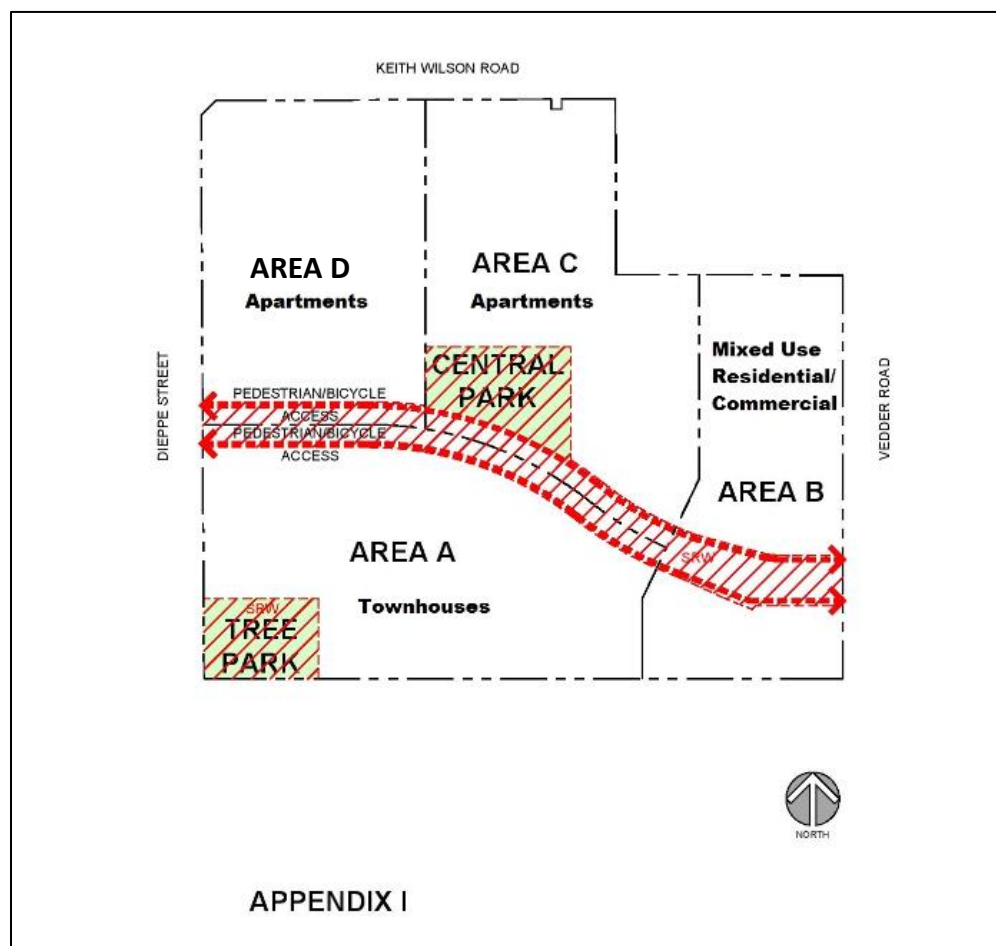 KEITH WILSON ROAD
AREA D
Apartments
AREA C
Apartments
Mixed Use
Residential/
Commercial
CENTRAL
PARK
DIEPPE STREET
VEDDER ROAD
PEDESTRIAN/BICYCLE
ACCESS
PEDESTRIAN/BICYCLE
ACCESS
AREA B
AREA A
SRW
Townhouses
SRW
TREE
PARK
NORTH
APPENDIX I